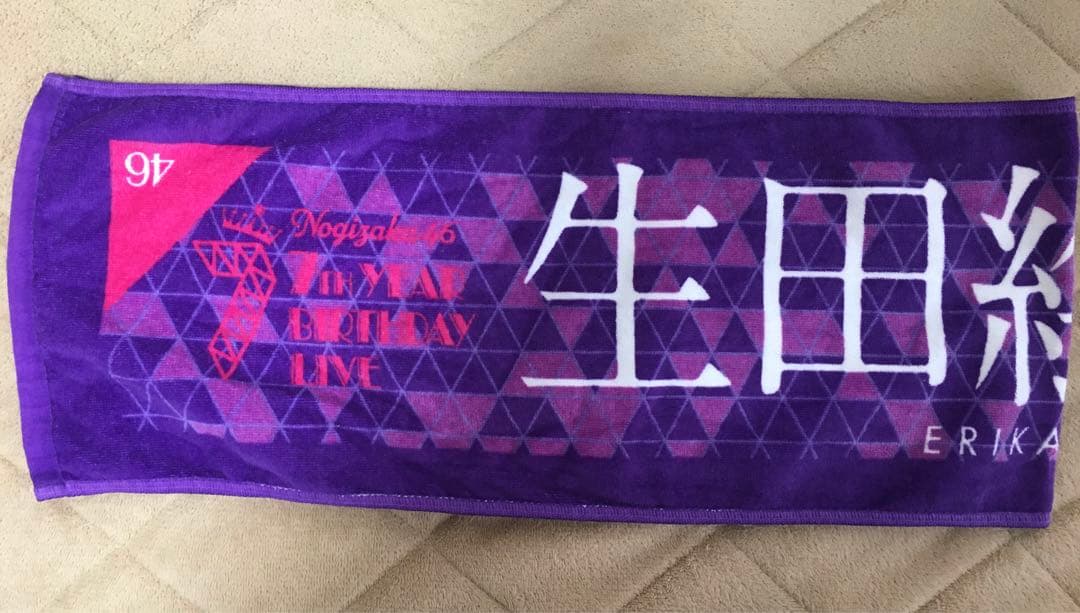 46
Nogizaka46
7TH YEAR
BIRTHDAY
LIVE
生田
ERIKA